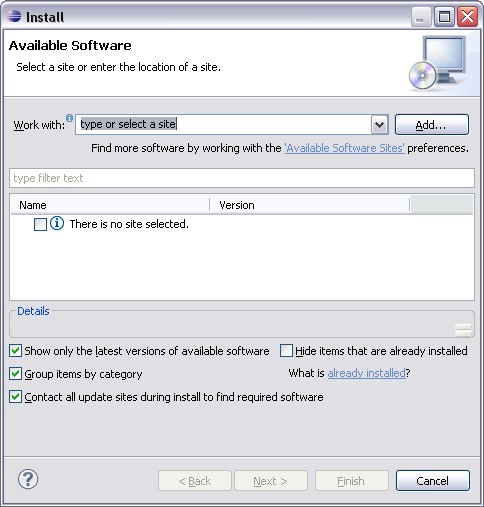 Install
Available Software
Select a site or enter the location of a site.
Work with: type or select a site Add...
Find more software by working with the 'Available Software Sites' preferences.
type filter text
Name Version
There is no site selected.
Details
Show only the latest versions of available software Hide items that are already installed
Group items by category What is already installed?
Contact all update sites during install to find required software
? < Back Next > Finish Cancel